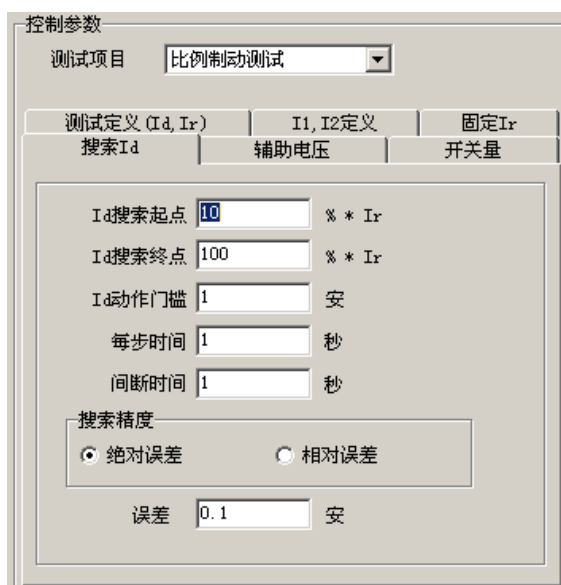 控制参数
测试项目 比例制动测试
测试定义(Id,Ir) I1,I2定义 固定Ir
搜索Id 辅助电压 开关量
Id搜索起点 10 % * Ir
Id搜索终点 100 % * Ir
Id动作门槛 1 安
每步时间 1 秒
间断时间 1 秒
搜索精度
绝对误差 相对误差
误差 0.1 安